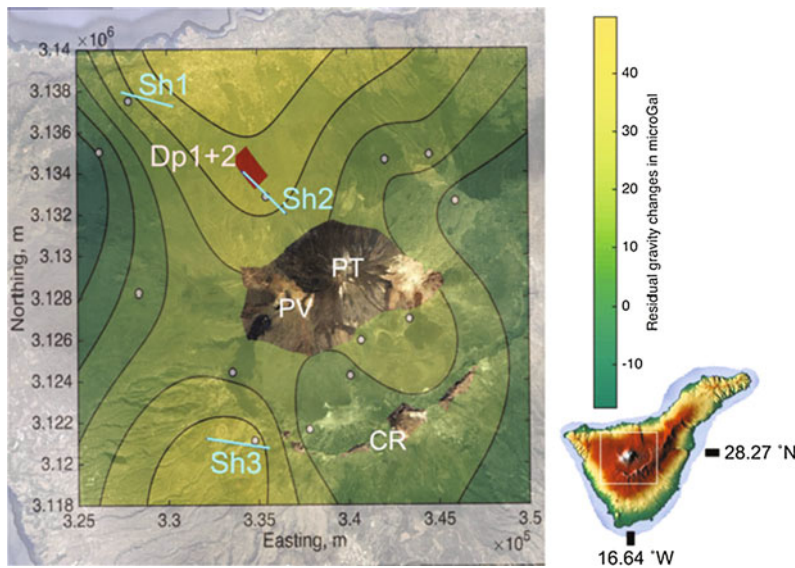 ×10⁶
3.14
3.138
3.136
3.134
3.132
3.13
3.128
3.126
3.124
3.122
3.12
3.118
Northing, m
3.25
3.3
3.35
3.4
3.45
3.5
×10⁵
Easting, m
Sh1
Dp1+2
Sh2
PT
PV
CR
Sh3
40
30
20
10
0
-10
Residual gravity changes in microGal
28.27 °N
16.64 °W